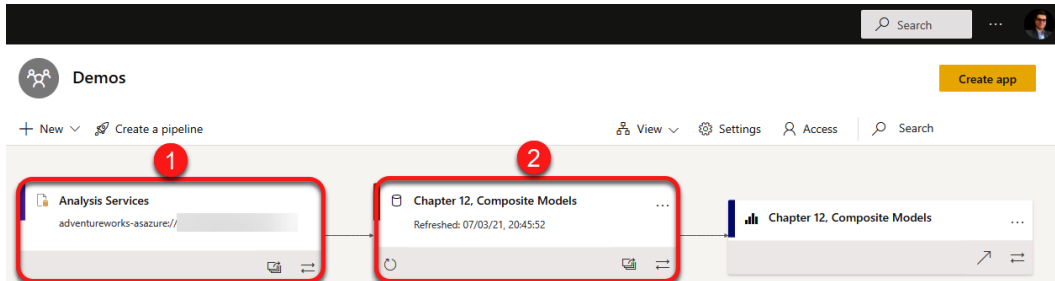 Search
Demos
Create app
New
Create a pipeline
View
Settings
Access
Search
1
2
Analysis Services
adventureworks-asazure://
Chapter 12, Composite Models
Refreshed: 07/03/21, 20:45:52
Chapter 12, Composite Models